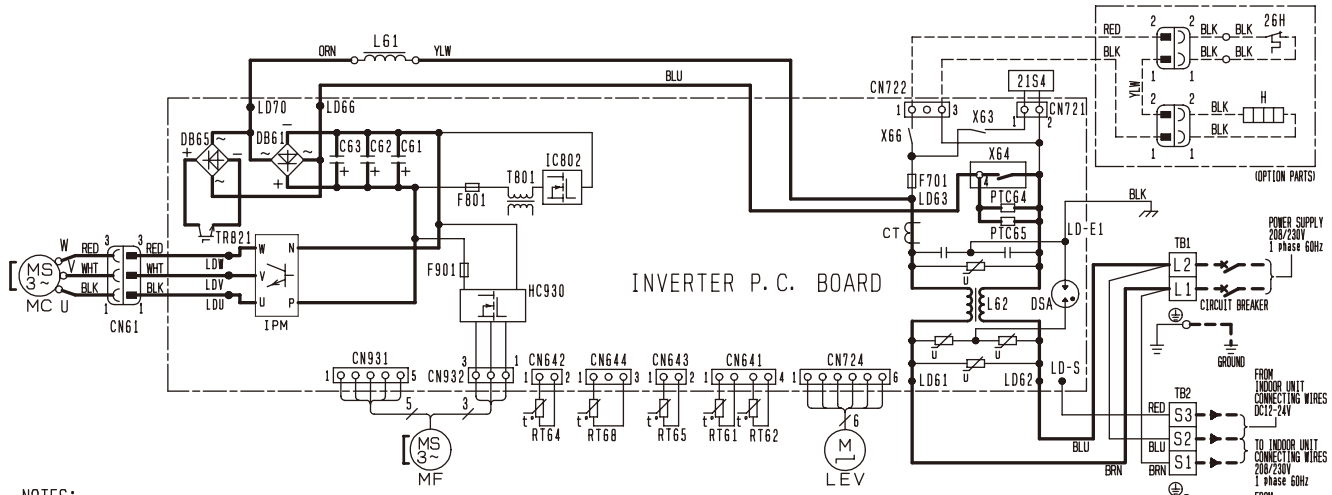 L61
ORN
YLW
BLU
RED
BLK
2 2
BLK BLK
26H
BLK BLK
1 1
YLW
2 2
BLK
H
BLK
1 1
(OPTION PARTS)
21S4
CN722
1 3
CN721
1 2
X63
X66
X64
4
F701
LD63
PTC64
PTC65
LD-E1
BLK
CT
LD70
LD66
DB65
DB61
C63 C62 C61
IC802
T801
F801
TR821
F901
HC930
W
V
U
RED
WHT
BLK
3 3
1 1
RED
WHT
BLK
LDW
LDV
LDU
W N
V
U P
IPM
MS
3~
MC
CN61
INVERTER P.C. BOARD
U
L62
DSA
U U
U
LD61
LD62
LD-S
POWER SUPPLY
208/230V
1 phase 60Hz
TB1
L2
L1
CIRCUIT BREAKER
GROUND
CN931
1 5
CN932
3 1
CN642
1 2
CN644
1 3
CN643
1 2
CN641
1 4
CN724
1 6
5
3
MS
3~
MF
t°
RT64
t°
RT68
t°
RT65
t° t°
RT61 RT62
6
M
LEV
TB2
RED
S3
BLU
BLU
S2
BRN
BRN
S1
FROM
INDOOR UNIT
CONNECTING WIRES
DC12-24V
TO INDOOR UNIT
CONNECTING WIRES
208/230V
1 phase 60Hz
FROM
NOTES: